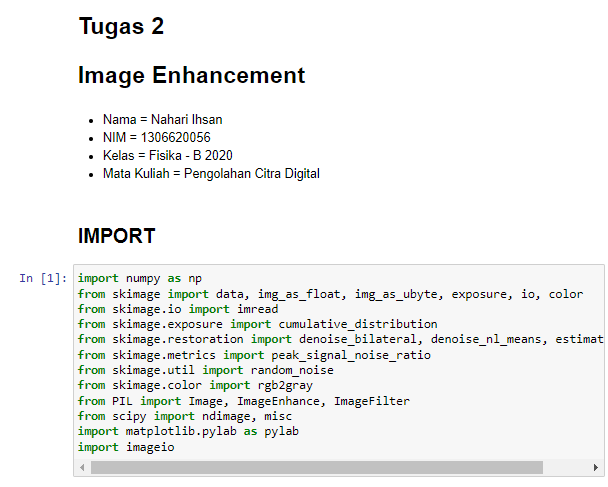 Tugas 2
Image Enhancement
Nama = Nahari Ihsan
NIM = 1306620056
Kelas = Fisika - B 2020
Mata Kuliah = Pengolahan Citra Digital
IMPORT
In [1]: import numpy as np
from skimage import data, img_as_float, img_as_ubyte, exposure, io, color
from skimage.io import imread
from skimage.exposure import cumulative_distribution
from skimage.restoration import denoise_bilateral, denoise_nl_means, estimat
from skimage.metrics import peak_signal_noise_ratio
from skimage.util import random_noise
from skimage.color import rgb2gray
from PIL import Image, ImageEnhance, ImageFilter
from scipy import ndimage, misc
import matplotlib.pylab as pylab
import imageio